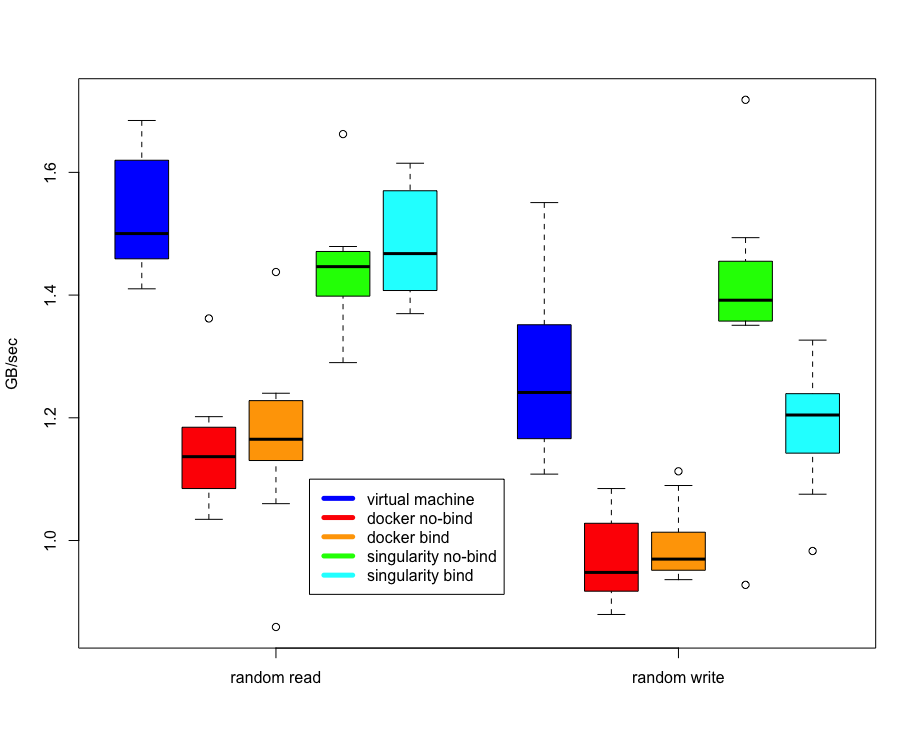 1.6
1.4
1.2
1.0
GB/sec
virtual machine
docker no-bind
docker bind
singularity no-bind
singularity bind
random read
random write